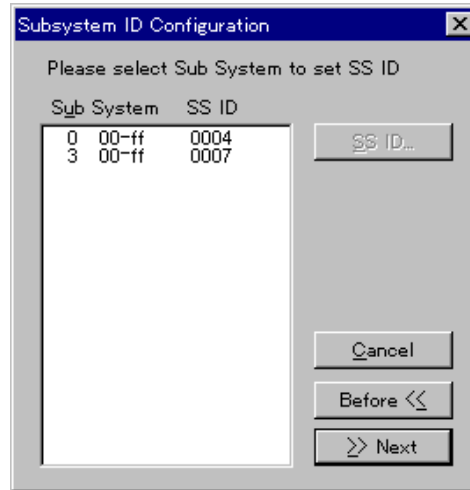 Subsystem ID Configuration
Please select Sub System to set SS ID
Sub System SS ID
0 00-ff 0004
3 00-ff 0007
SS ID...
Cancel
Before <<
>> Next